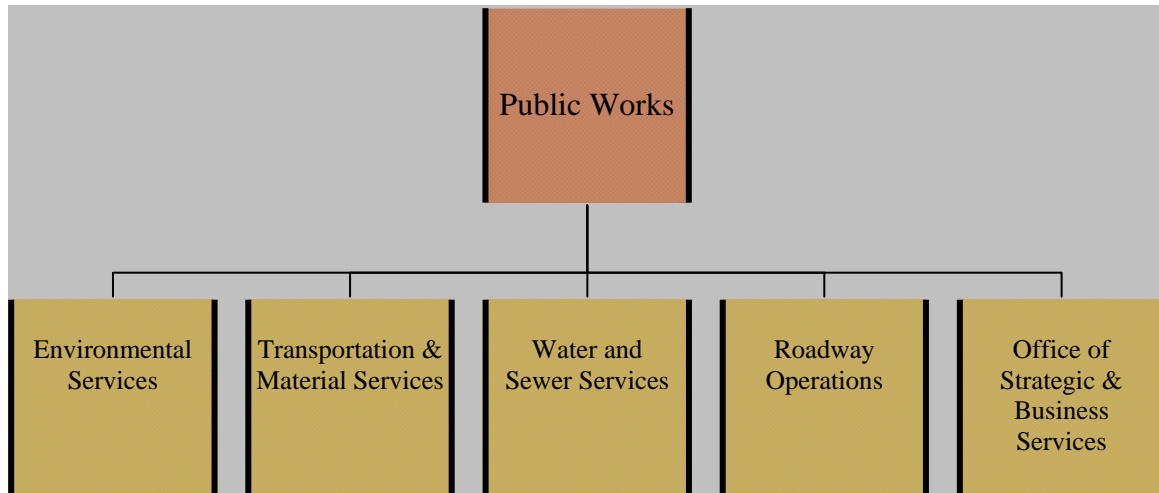 Public Works
Environmental
Services
Transportation &
Material Services
Water and
Sewer Services
Roadway
Operations
Office of
Strategic &
Business
Services